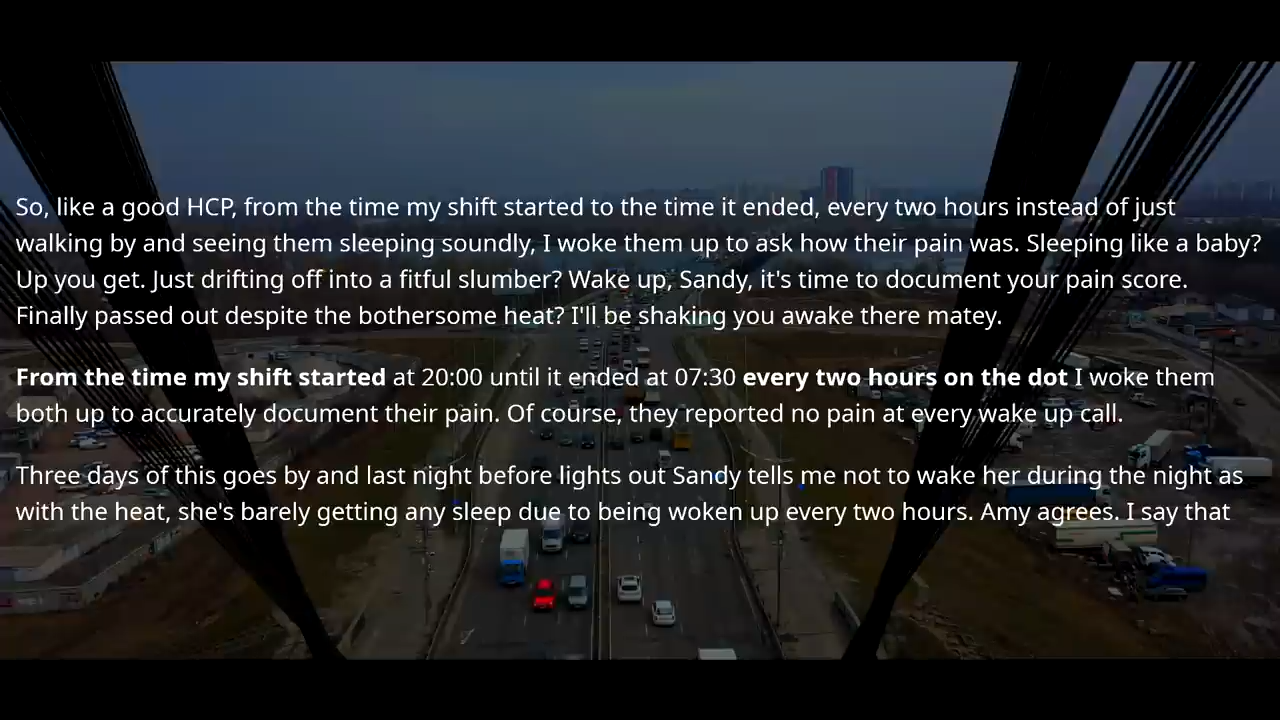 So, like a good HCP, from the time my shift started to the time it ended, every two hours instead of just
walking by and seeing them sleeping soundly, I woke them up to ask how their pain was. Sleeping like a baby?
Up you get. Just drifting off into a fitful slumber? Wake up, Sandy, it's time to document your pain score.
Finally passed out despite the bothersome heat? I'll be shaking you awake there matey.
From the time my shift started at 20:00 until it ended at 07:30 every two hours on the dot I woke them
both up to accurately document their pain. Of course, they reported no pain at every wake up call.
Three days of this goes by and last night before lights out Sandy tells me not to wake her during the night as
with the heat, she's barely getting any sleep due to being woken up every two hours. Amy agrees. I say that